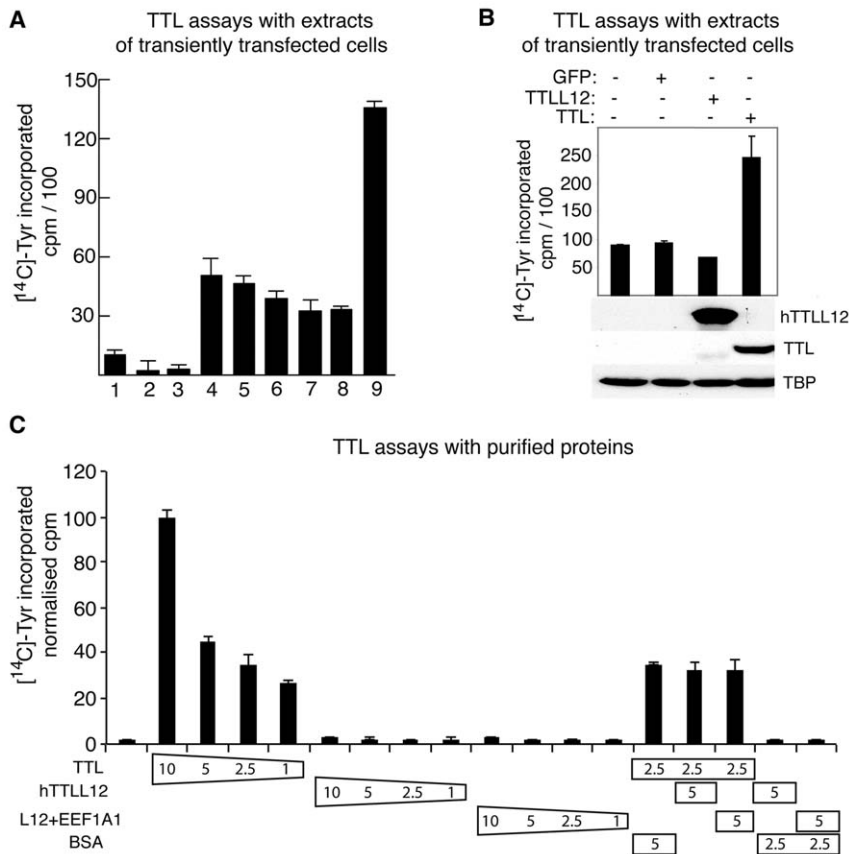 A
TTL assays with extracts
of transiently transfected cells
[¹⁴C]-Tyr incorporated
cpm / 100
150
120
90
60
30
1 2 3 4 5 6 7 8 9
B
TTL assays with extracts
of transiently transfected cells
GFP: - + - -
TTLL12: - - + -
TTL: - - - +
[¹⁴C]-Tyr incorporated
cpm / 100
250
200
150
100
50
hTTLL12
TTL
TBP
C
TTL assays with purified proteins
[¹⁴C]-Tyr incorporated
normalised cpm
120
100
80
60
40
20
0
TTL 10 5 2.5 1 2.5 2.5 2.5
hTTLL12 10 5 2.5 1 5 5
L12+EEF1A1 10 5 2.5 1 5 5
BSA 5 2.5 2.5